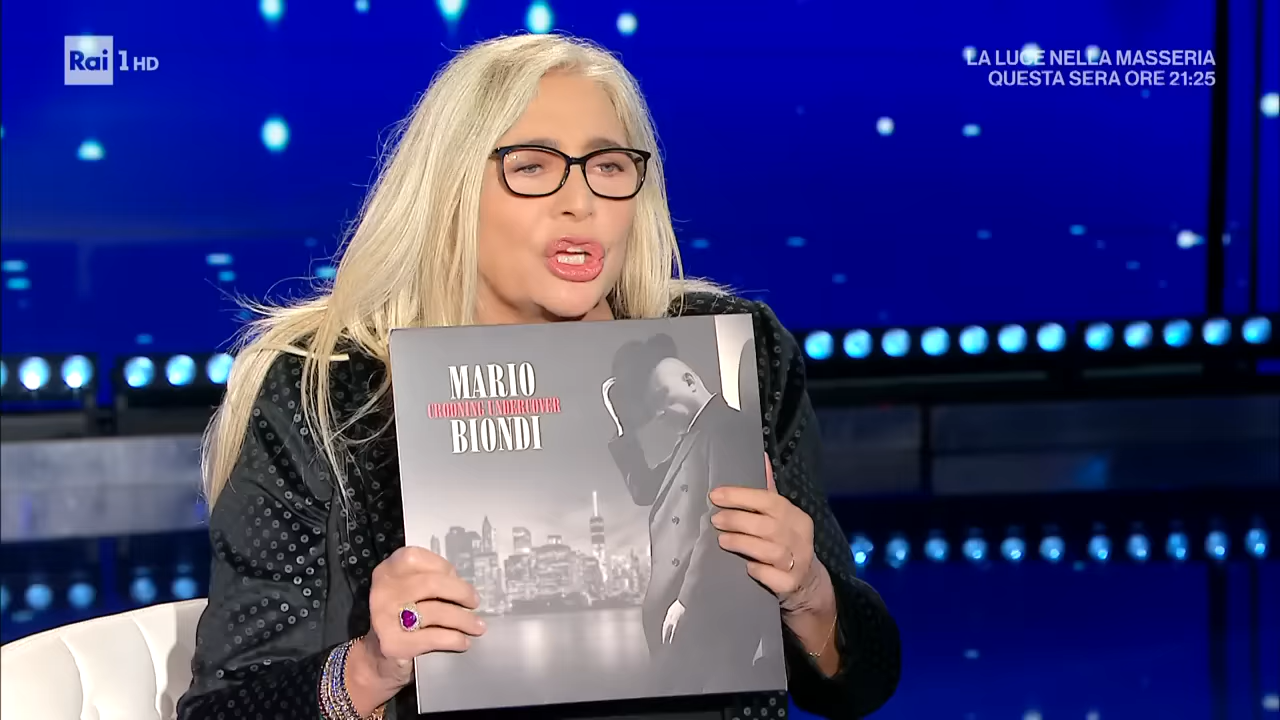 Rai 1 HD
LA LUCE NELLA MASSERIA
QUESTA SERA ORE 21:25
MARIO
CROONING UNDERCOVER
BIONDI